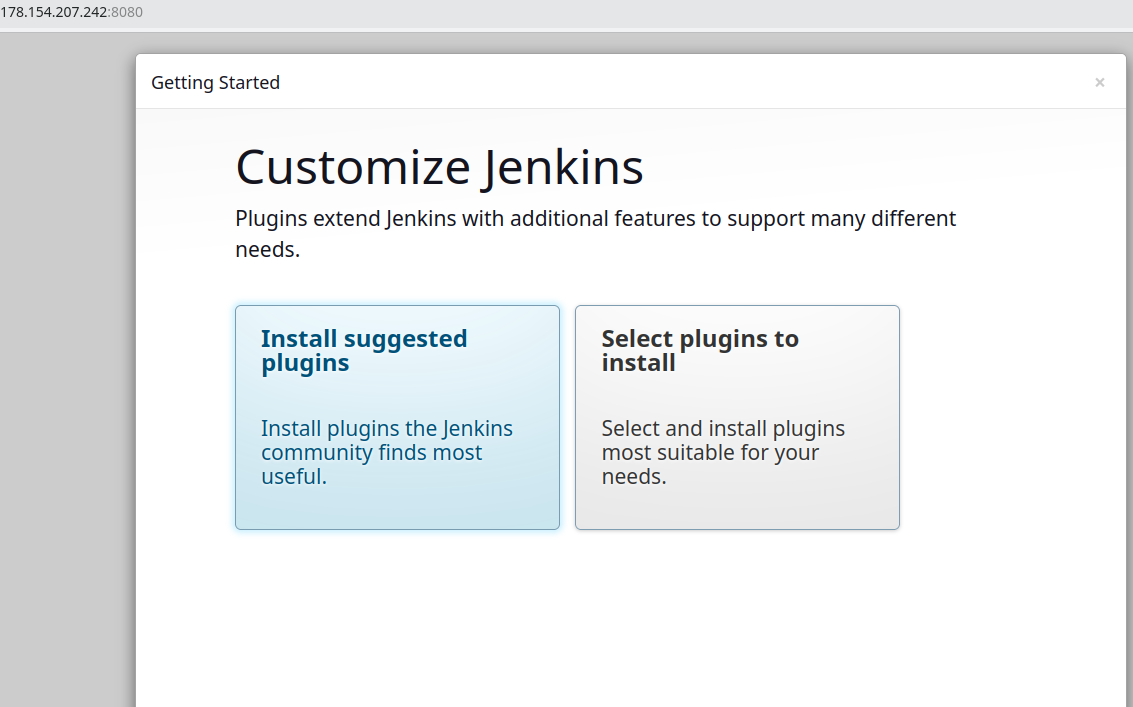 178.154.207.242:8080
Getting Started
×
Customize Jenkins
Plugins extend Jenkins with additional features to support many different
needs.
Install suggested
plugins
Install plugins the Jenkins
community finds most
useful.
Select plugins to
install
Select and install plugins
most suitable for your
needs.